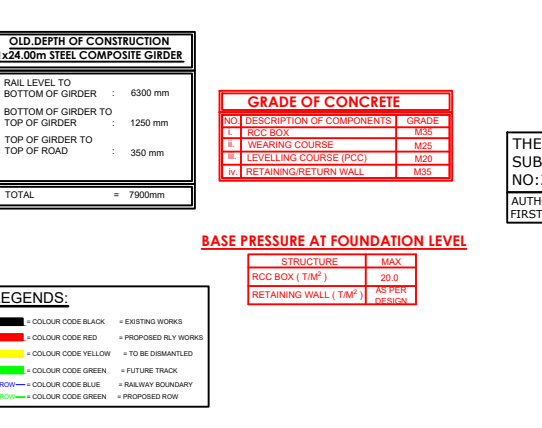 OLD.DEPTH OF CONSTRUCTION
1x24.00m STEEL COMPOSITE GIRDER
RAIL LEVEL TO
BOTTOM OF GIRDER : 6300 mm
BOTTOM OF GIRDER TO
TOP OF GIRDER : 1250 mm
TOP OF GIRDER TO
TOP OF ROAD : 350 mm
TOTAL = 7900mm
GRADE OF CONCRETE
NO. DESCRIPTION OF COMPONENTS GRADE
i. RCC BOX M35
ii. WEARING COURSE M25
iii. LEVELLING COURSE (PCC) M20
iv. RETAINING/RETURN WALL M35
THE
SUB
NO:
AUTH
FIRST
BASE PRESSURE AT FOUNDATION LEVEL
STRUCTURE MAX
RCC BOX ( T/M² ) 20.0
RETAINING WALL ( T/M² ) AS PER DESIGN
LEGENDS:
= COLOUR CODE BLACK = EXISTING WORKS
= COLOUR CODE RED = PROPOSED RLY WORKS
= COLOUR CODE YELLOW = TO BE DISMANTLED
= COLOUR CODE GREEN = FUTURE TRACK
ROW = COLOUR CODE BLUE = RAILWAY BOUNDARY
ROW = COLOUR CODE GREEN = PROPOSED ROW